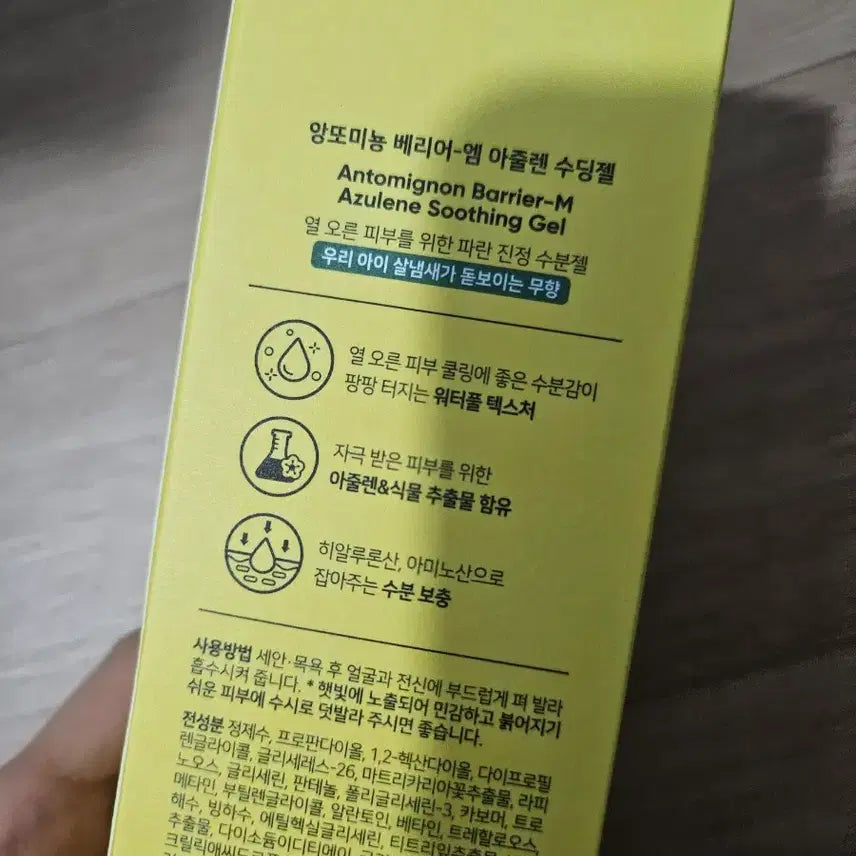 앙또미뇽 베리어-엠 아줄렌 수딩젤
Antomignon Barrier-M
Azulene Soothing Gel
열 오른 피부를 위한 파란 진정 수분젤
우리 아이 살냄새가 돋보이는 무향
열 오른 피부 쿨링에 좋은 수분감이
팡팡 터지는 워터풀 텍스처
자극 받은 피부를 위한
아줄렌&식물 추출물 함유
히알루론산, 아미노산으로
잡아주는 수분 보충
사용방법 세안·목욕 후 얼굴과 전신에 부드럽게 펴 발라
흡수시켜 줍니다. * 햇빛에 노출되어 민감하고 붉어지기
쉬운 피부에 수시로 덧발라 주시면 좋습니다.
전성분 정제수, 프로판다이올, 1,2-헥산다이올, 다이프로필
렌글라이콜, 글리세레스-26, 마트리카리아꽃추출물, 라피
노오스, 글리세린, 판테놀, 폴리글리세린-3, 카보머, 트로
메타민, 부틸렌글라이콜, 알란토인, 베타인, 트레할로오스,
해수, 빙하수, 에틸헥실글리세린, 티트리잎추출물
추출물, 다이소듐이디티에이